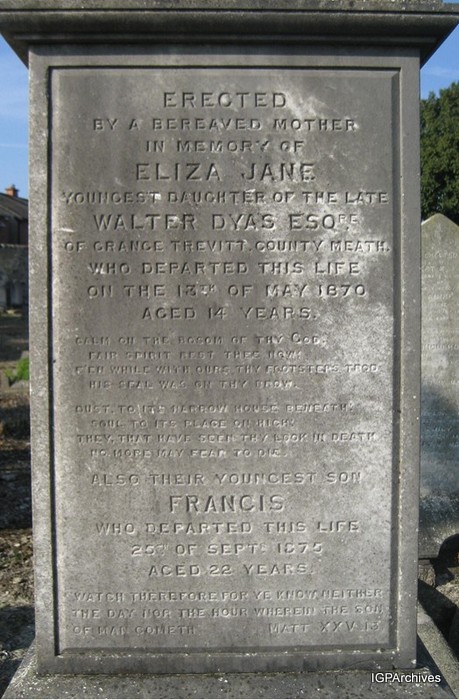 ERECTED
BY A BEREAVED MOTHER
IN MEMORY OF
ELIZA JANE
YOUNGEST DAUGHTER OF THE LATE
WALTER DYAS ESQRE
OF GRANGE TREVITT, COUNTY MEATH,
WHO DEPARTED THIS LIFE
ON THE 13TH OF MAY 1870
AGED 14 YEARS.
CALM ON THE BOSOM OF THY GOD,
FAIR SPIRIT REST THEE NOW;
E'EN WHILE WITH OURS THY FOOTSTEPS TROD
HIS SEAL WAS ON THY BROW.
DUST, TO ITS NARROW HOUSE BENEATH;
SOUL TO ITS PLACE ON HIGH;
THEY, THAT HAVE SEEN THY LOOK IN DEATH
NO MORE MAY FEAR TO DIE.
ALSO THEIR YOUNGEST SON
FRANCIS
WHO DEPARTED THIS LIFE
25TH OF SEPT. 1875
AGED 22 YEARS.
WATCH THEREFORE FOR YE KNOW NEITHER
THE DAY NOR THE HOUR WHEREIN THE SON
OF MAN COMETH. MATT. XXV-13
IGPArchives